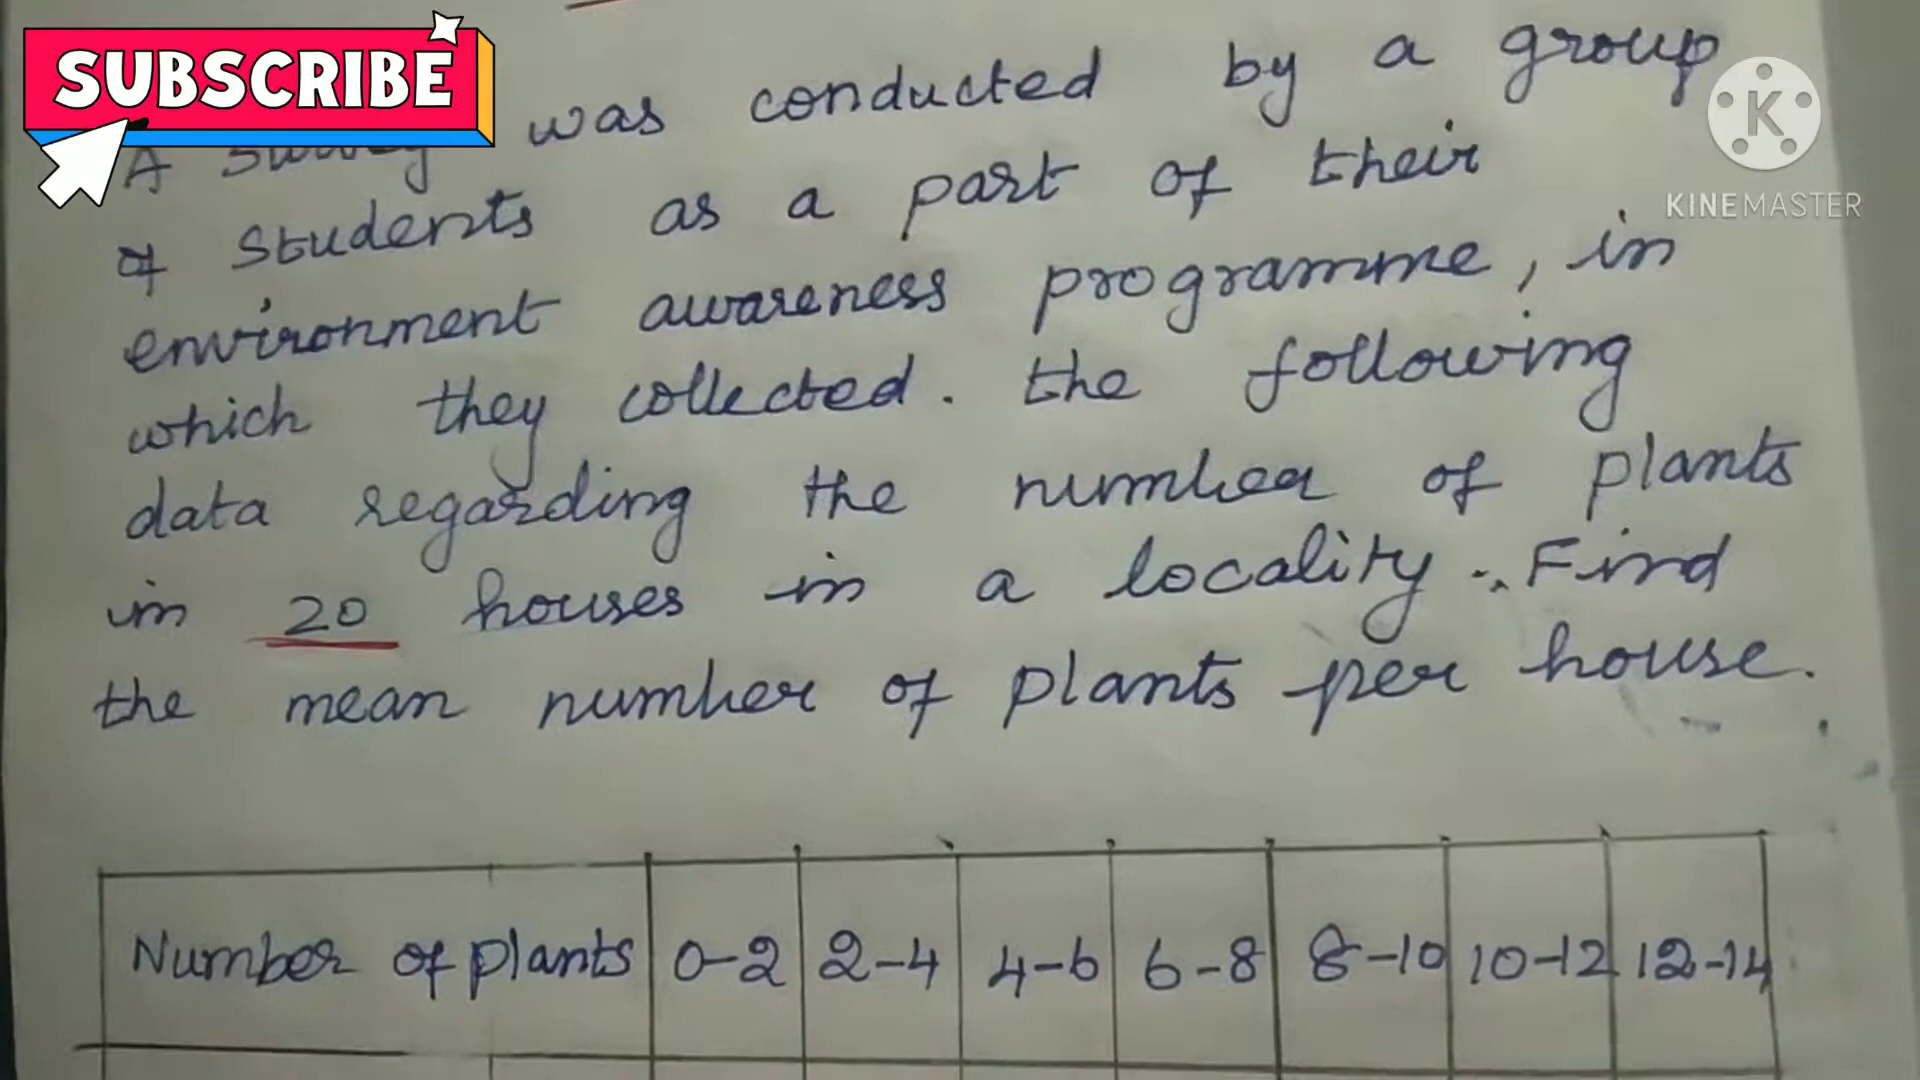 SUBSCRIBE
A survey was conducted by a group
of students as a part of their
environment awareness programme, in
which they collected. the following
data regarding the number of plants
in 20 houses in a locality. Find
the mean number of plants per house.
K
KINEMASTER
Number of plants 0-2 2-4 4-6 6-8 8-10 10-12 12-14